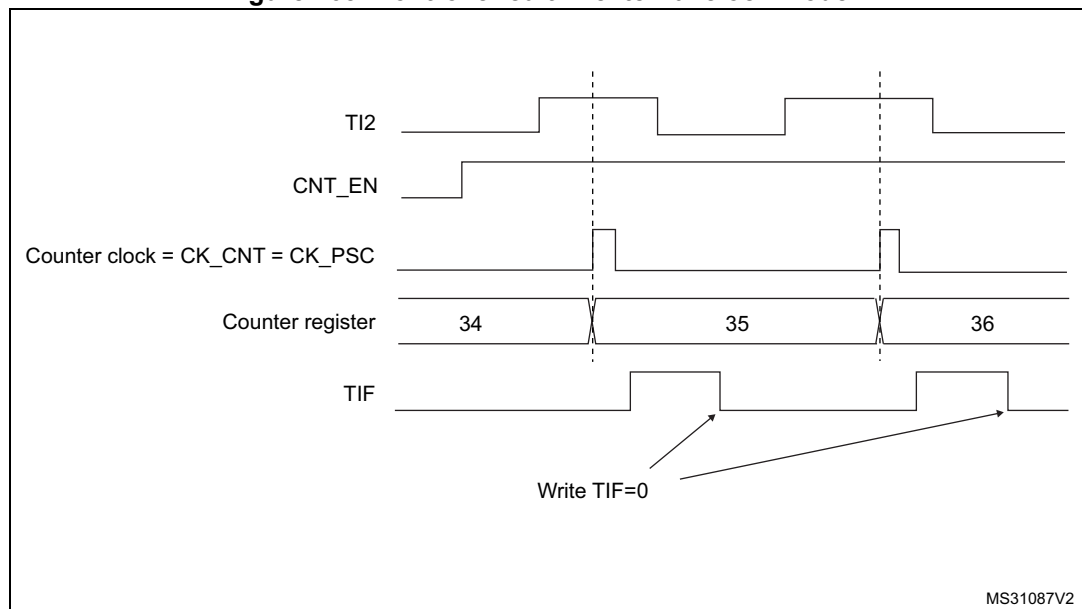 TI2
CNT_EN
Counter clock = CK_CNT = CK_PSC
Counter register
34
35
36
TIF
Write TIF=0
MS31087V2